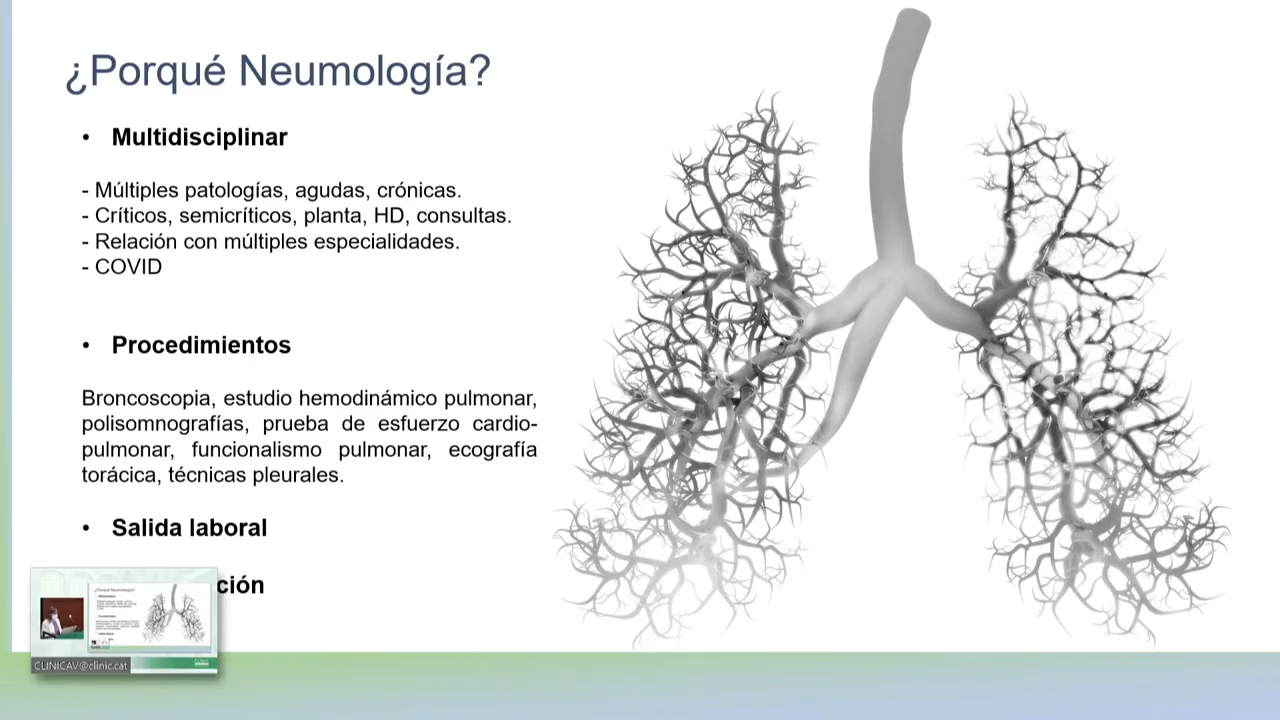 ¿Porqué Neumología?
• Multidisciplinar
- Múltiples patologías, agudas, crónicas.
- Críticos, semicríticos, planta, HD, consultas.
- Relación con múltiples especialidades.
- COVID
• Procedimientos
Broncoscopia, estudio hemodinámico pulmonar,
polisomnografías, prueba de esfuerzo cardio-
pulmonar, funcionalismo pulmonar, ecografía
torácica, técnicas pleurales.
• Salida laboral
ción
¿Porqué Neumología?
CLINICAV@clinic.cat